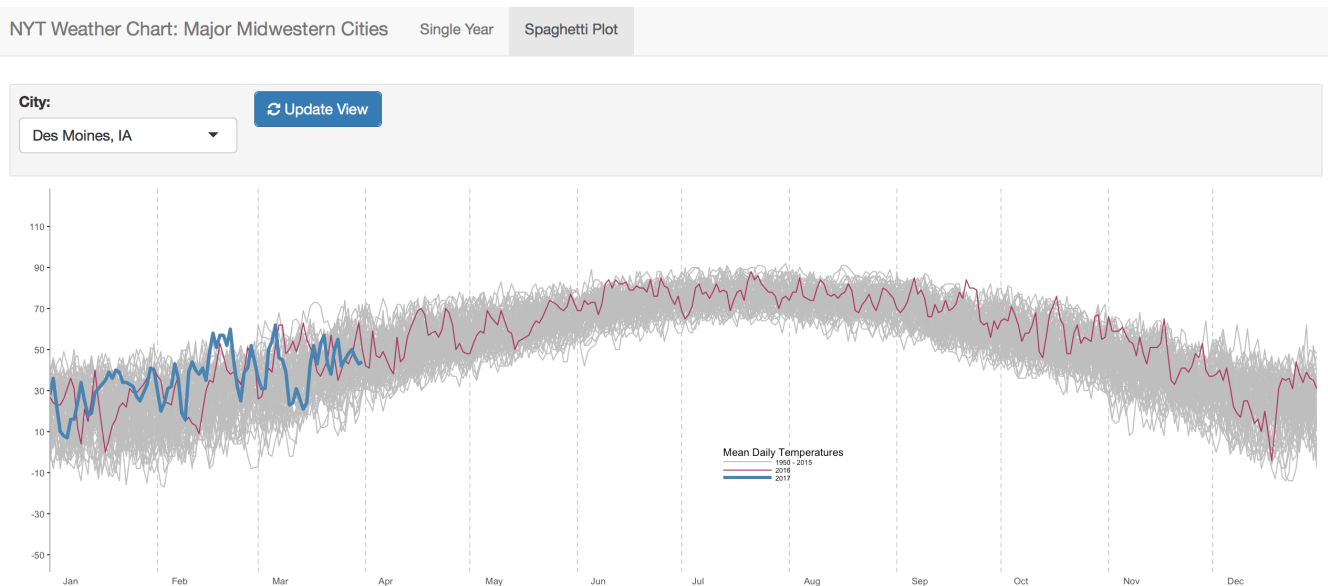 NYT Weather Chart: Major Midwestern Cities Single Year Spaghetti Plot
City:
Update View
Des Moines, IA
110
90
70
50
30
10
-10
-30
-50
Mean Daily Temperatures
1950 - 2015
2016
2017
Jan Feb Mar Apr May Jun Jul Aug Sep Oct Nov Dec